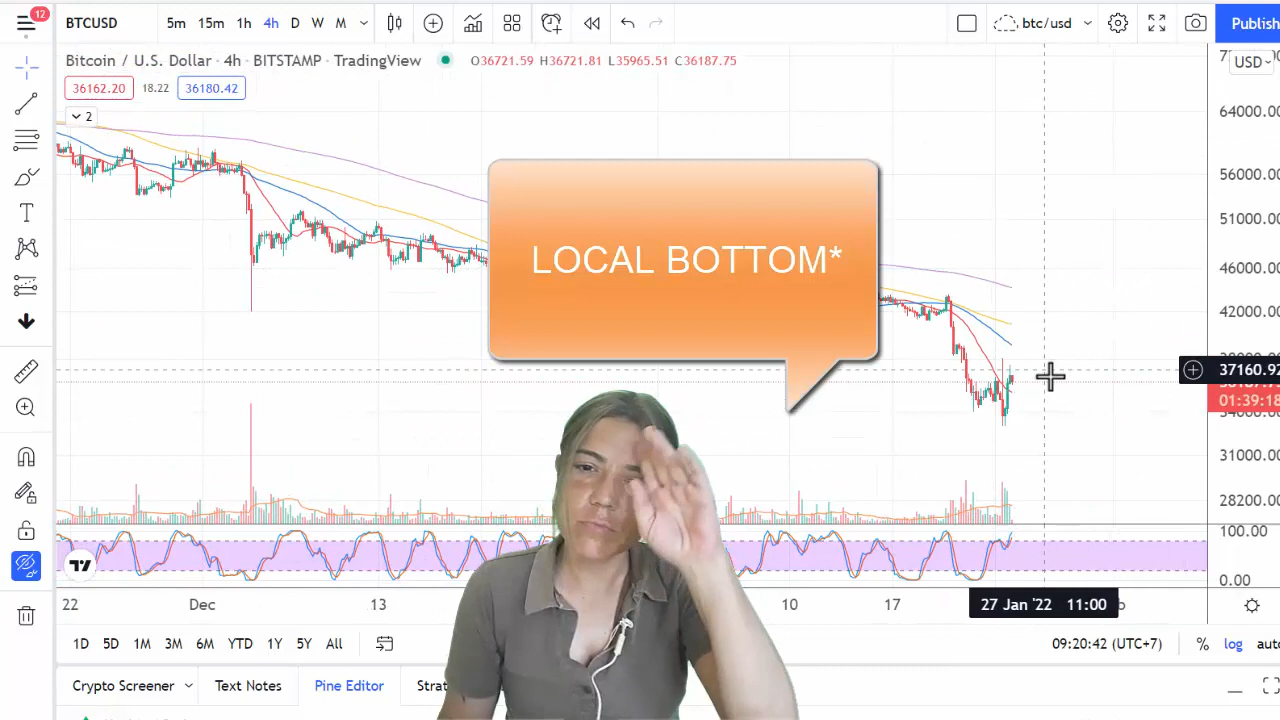 12
BTCUSD
5m 15m 1h 4h D W M
btc/usd
Publish
Bitcoin / U.S. Dollar · 4h · BITSTAMP · TradingView
O36721.59 H36721.81 L35965.51 C36187.75
USD
36162.20 18.22 36180.42
2
64000.00
56000.00
51000.00
46000.00
42000.00
LOCAL BOTTOM*
37160.92
01:39:18
31000.00
28200.00
100.00
0.00
22 Dec 13 10 17 27 Jan '22 11:00
1D 5D 1M 3M 6M YTD 1Y 5Y All
09:20:42 (UTC+7) % log auto
Crypto Screener Text Notes Pine Editor Strat